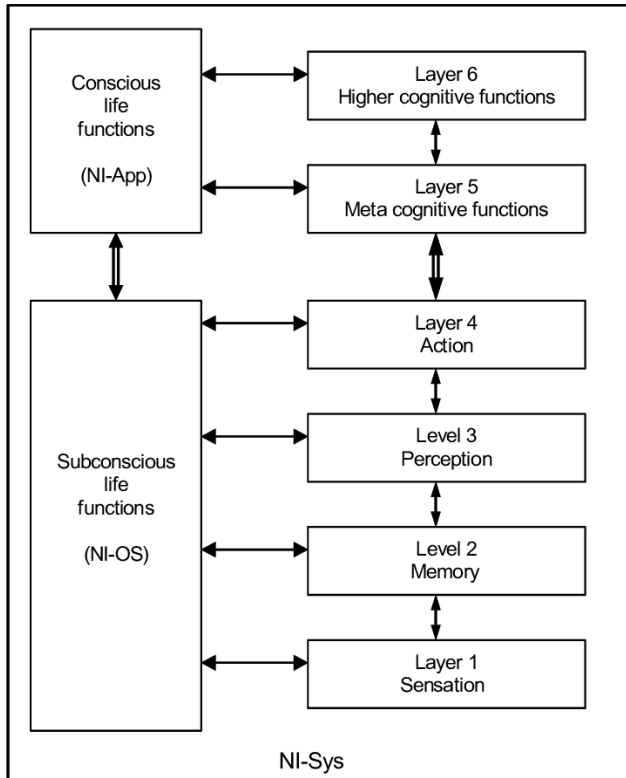 Conscious
life
functions
(NI-App)
Layer 6
Higher cognitive functions
Layer 5
Meta cognitive functions
Subconscious
life
functions
(NI-OS)
Layer 4
Action
Level 3
Perception
Level 2
Memory
Layer 1
Sensation
NI-Sys